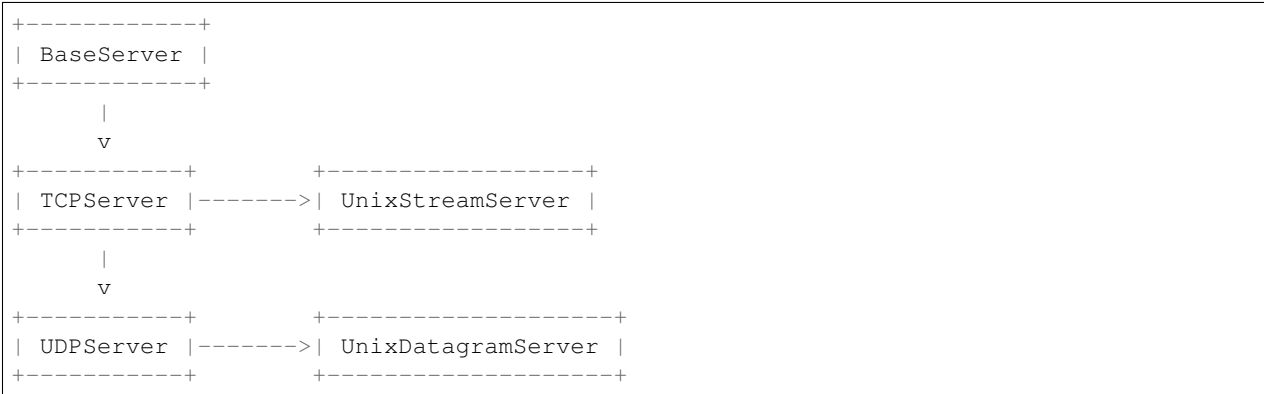 +------------+
| BaseServer |
+------------+
      |
      v
+-----------+        +------------------+
| TCPServer |------->| UnixStreamServer |
+-----------+        +------------------+
      |
      v
+-----------+        +--------------------+
| UDPServer |------->| UnixDatagramServer |
+-----------+        +--------------------+